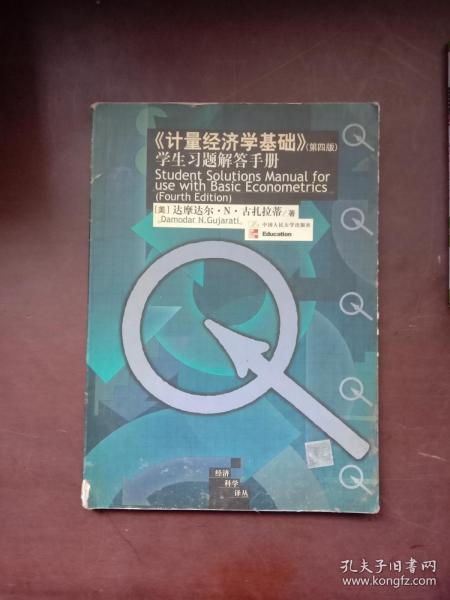 《计量经济学基础》(第四版)
学生习题解答手册
Student Solutions Manual for
use with Basic Econometrics
(Fourth Edition)
[美] 达摩达尔·N·古扎拉蒂/著
Damodar N.Gujarati
中国人民大学出版社
Education
经济
科学
译丛
孔夫子旧书网
www.kongfz.com